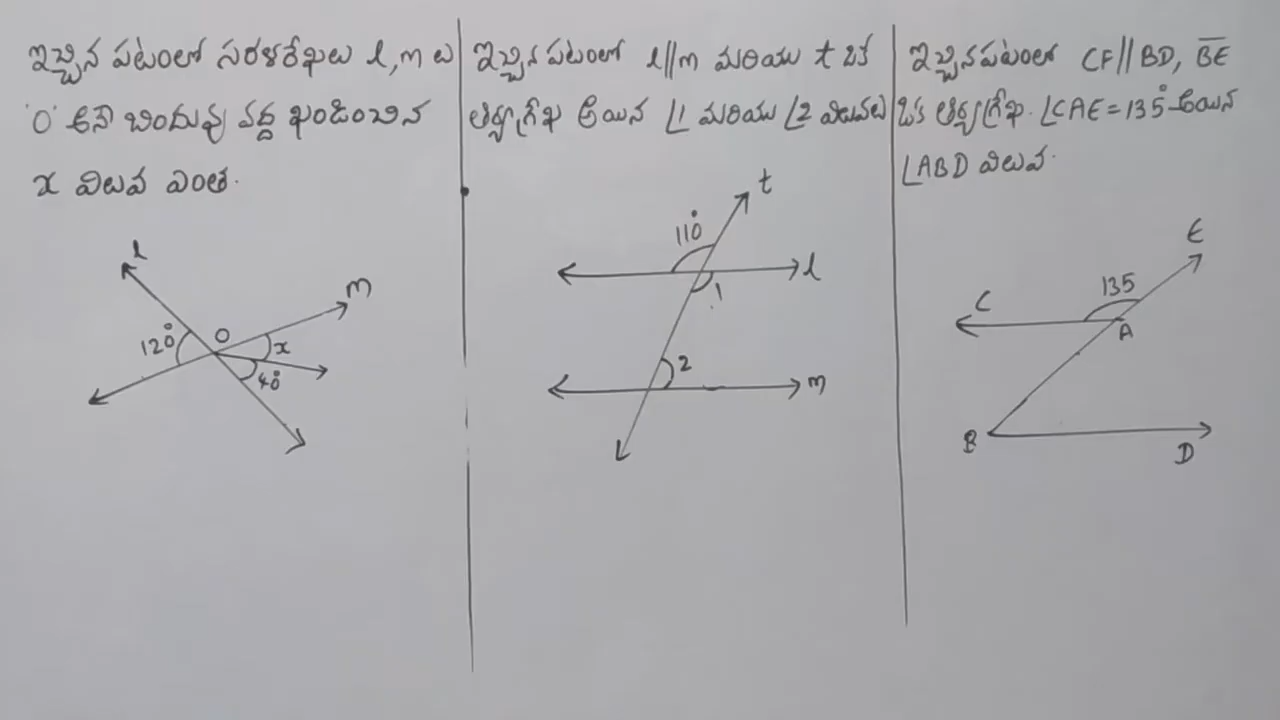 ఇచ్చిన పటంలో సరళరేఖలు l, m లు
'O' అనే బిందువు వద్ద ఖండించిన
x విలువ ఎంత.
l
m
120°
O
x
40°
ఇచ్చిన పటంలో l//m మరియు t ఒక
తిర్యగ్రేఖ అయిన ∠1 మరియు ∠2 విలువలు
t
110°
l
1
2
m
ఇచ్చిన పటంలో CF//BD, BE
ఒక తిర్యగ్రేఖ. ∠CAE = 135° అయిన
∠ABD విలువ.
E
135
C
A
B
D